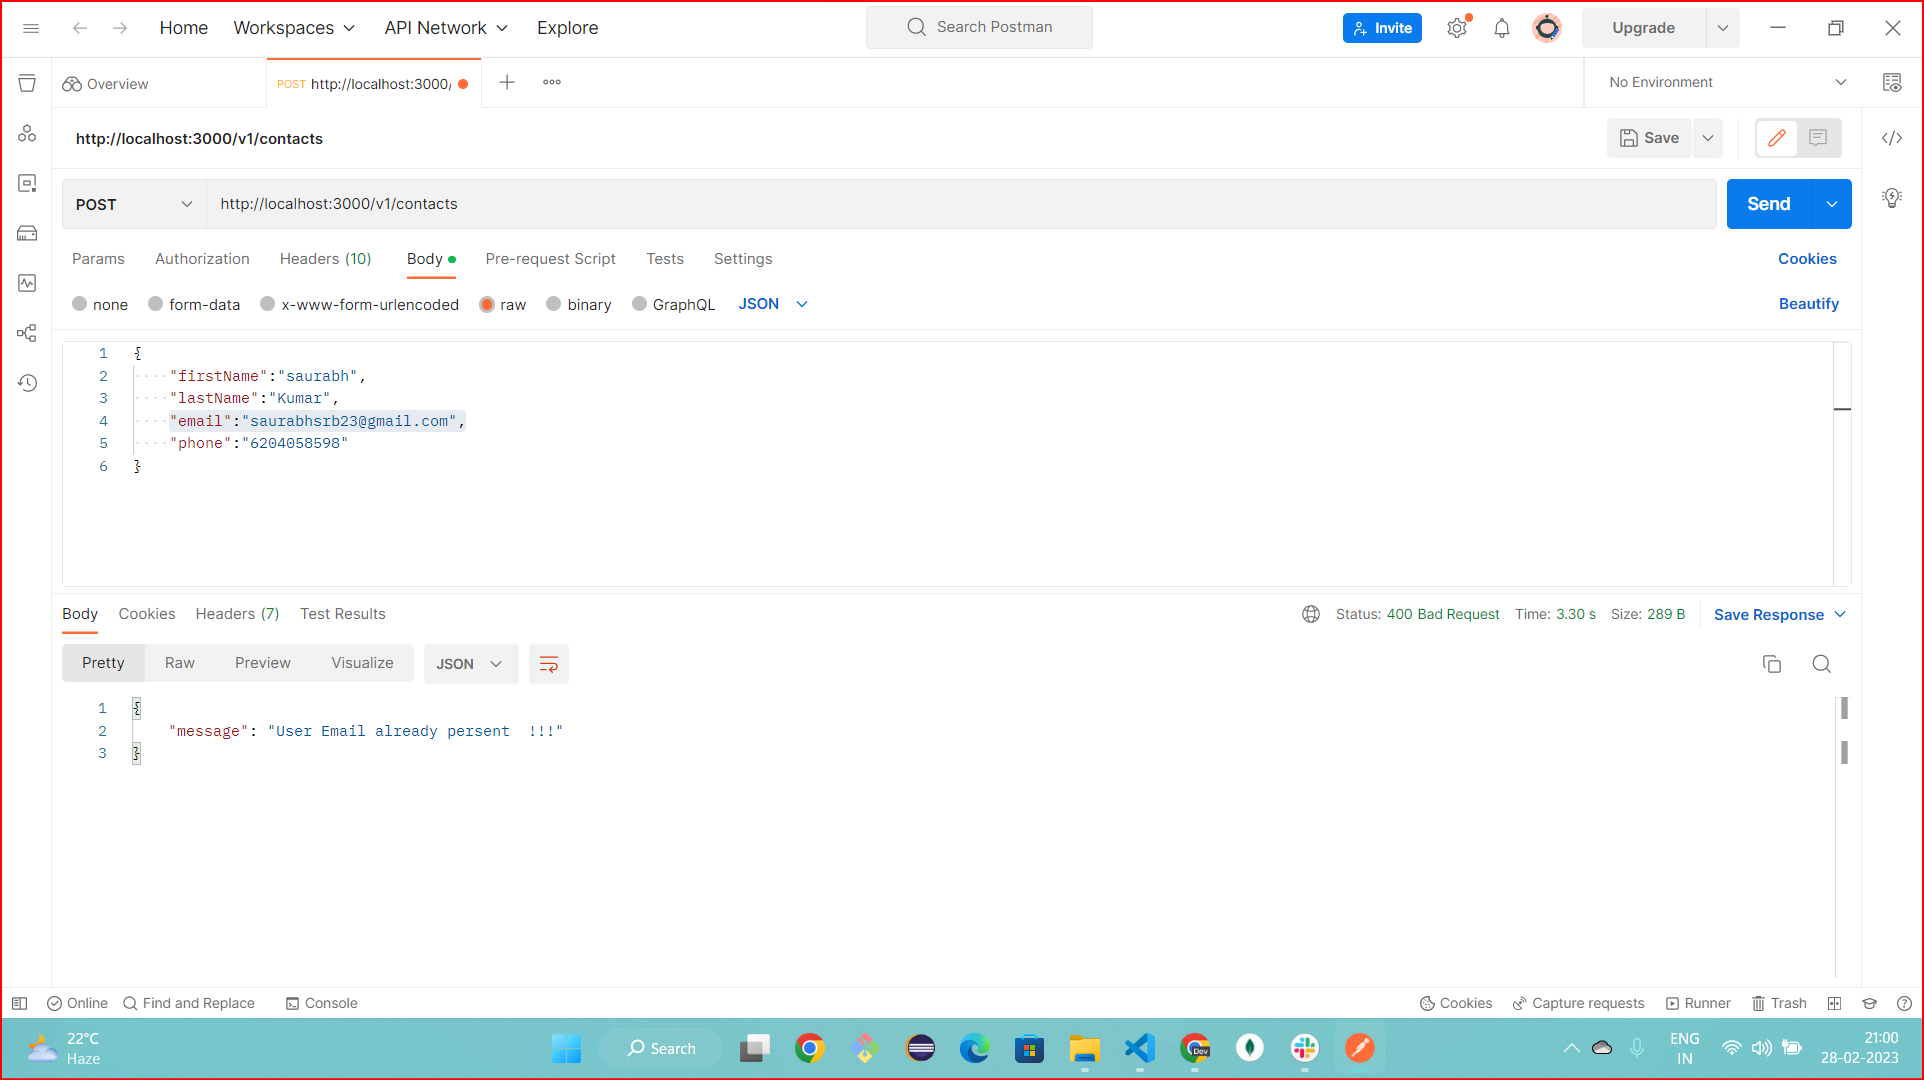 Home Workspaces API Network Explore Search Postman Invite Upgrade
Overview POST http://localhost:3000/ No Environment
http://localhost:3000/v1/contacts Save
POST http://localhost:3000/v1/contacts Send
Params Authorization Headers (10) Body Pre-request Script Tests Settings Cookies
none form-data x-www-form-urlencoded raw binary GraphQL JSON Beautify
1 {
2 "firstName":"saurabh",
3 "lastName":"Kumar",
4 "email":"saurabhsrb23@gmail.com",
5 "phone":"6204058598"
6 }
Body Cookies Headers (7) Test Results Status: 400 Bad Request Time: 3.30 s Size: 289 B Save Response
Pretty Raw Preview Visualize JSON
1 {
2 "message": "User Email already persent  !!!"
3 }
Online Find and Replace Console Cookies Capture requests Runner Trash
22°C
Haze
Search
Dev
ENG
IN
21:00
28-02-2023